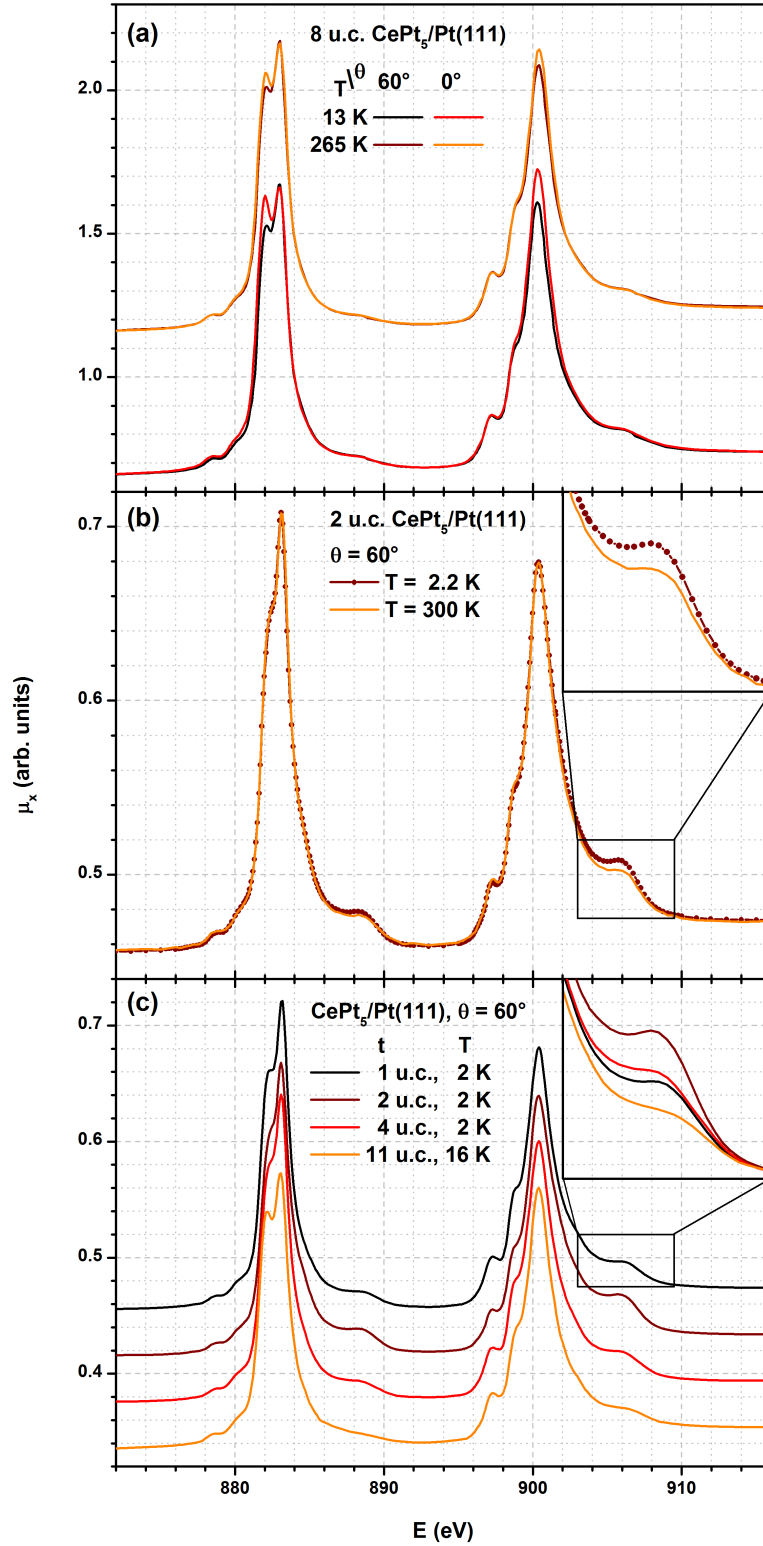 (a)
8 u.c. CePt5/Pt(111)
T\θ 60° 0°
13 K
265 K
2.0
1.5
1.0
(b)
2 u.c. CePt5/Pt(111)
θ = 60°
T = 2.2 K
T = 300 K
0.7
0.6
0.5
μx (arb. units)
(c)
CePt5/Pt(111), θ = 60°
t T
1 u.c., 2 K
2 u.c., 2 K
4 u.c., 2 K
11 u.c., 16 K
0.7
0.6
0.5
0.4
880 890 900 910
E (eV)